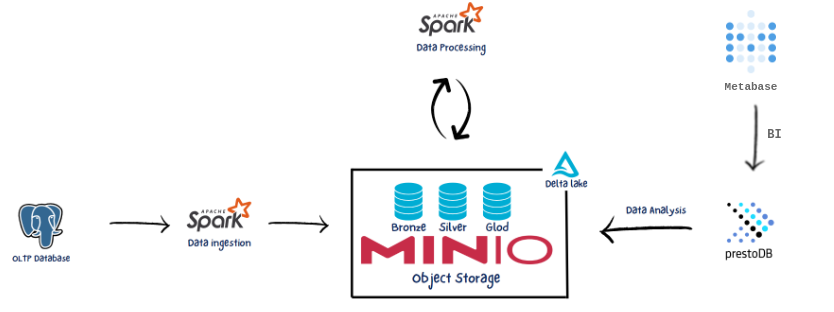 APACHE
Spark
Data Processing
Metabase
BI
Delta lake
APACHE
Spark
Data ingestion
OLTP Database
Bronze Silver Glod
MINIO
Object Storage
Data Analysis
prestoDB